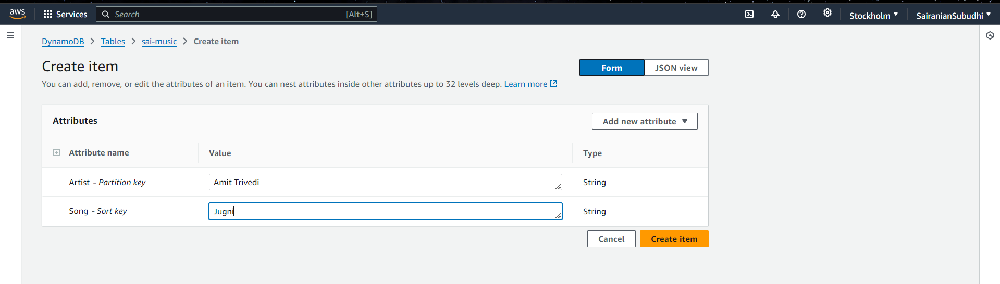 aws Services Search [Alt+S] Stockholm SairanjanSubudhi
DynamoDB > Tables > sai-music > Create item
Create item
Form JSON view
You can add, remove, or edit the attributes of an item. You can nest attributes inside other attributes up to 32 levels deep. Learn more
Attributes
Add new attribute
Attribute name Value Type
Artist - Partition key Amit Trivedi String
Song - Sort key Jugni String
Cancel Create item